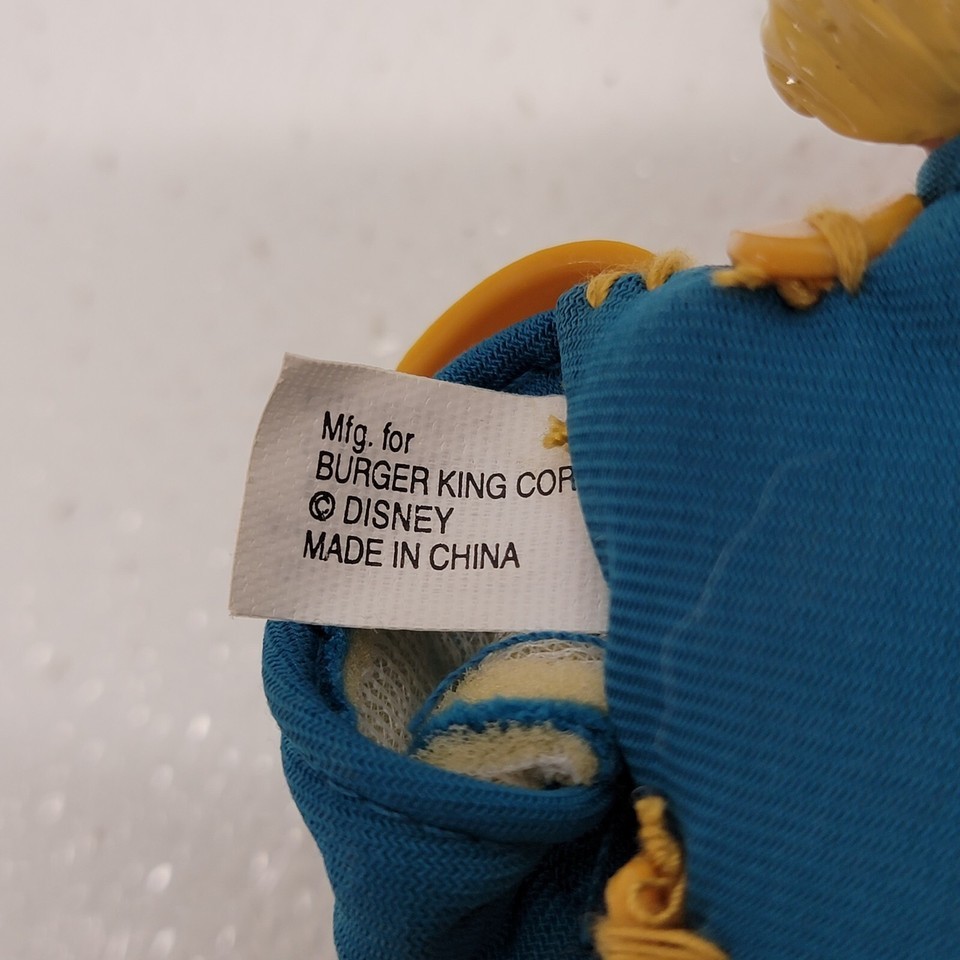 Mfg. for
BURGER KING COR
© DISNEY
MADE IN CHINA